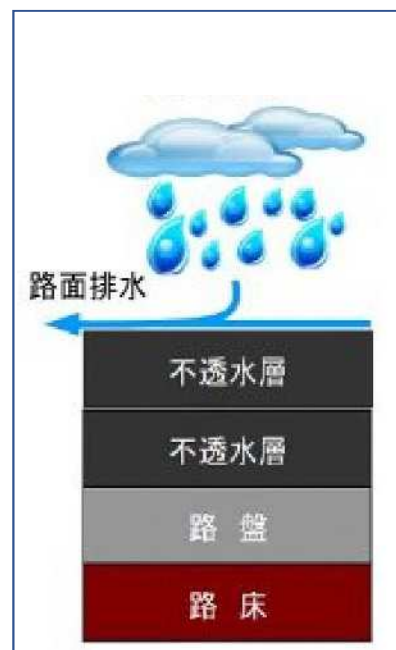 路面排水
不透水層
不透水層
路 盤
路 床